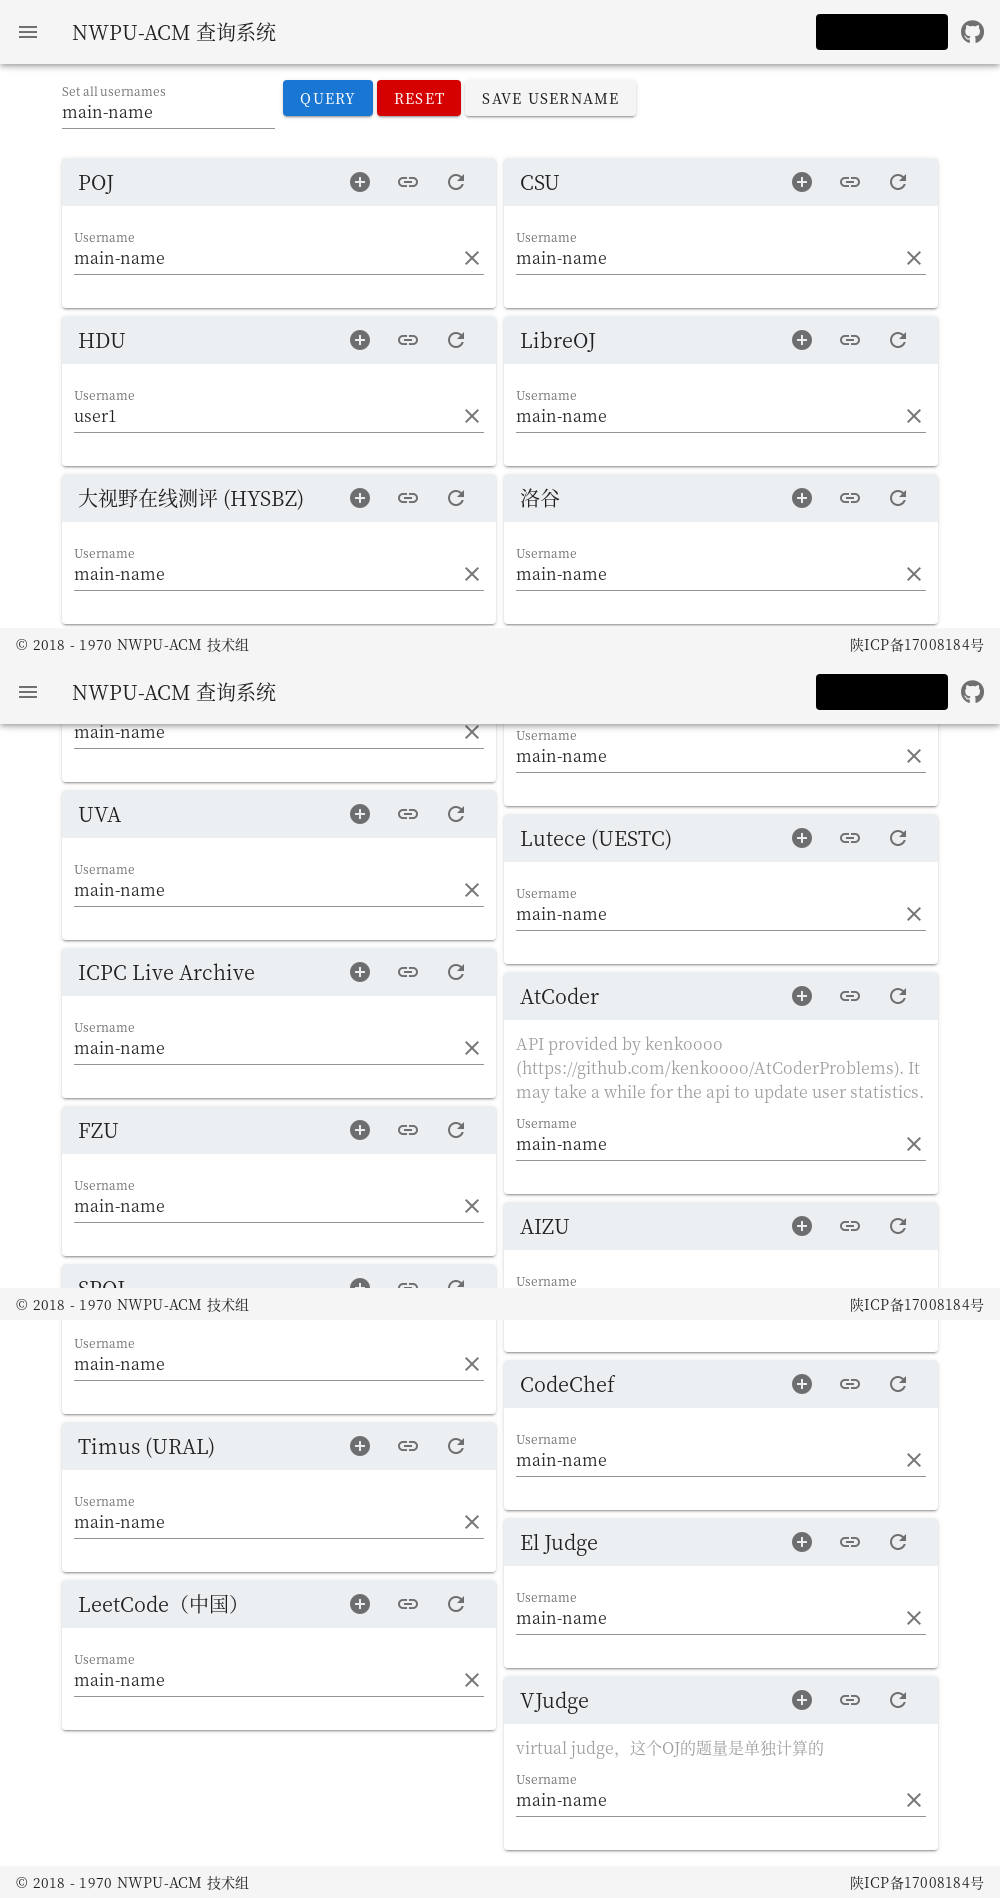 NWPU-ACM 查询系统
Set all usernames
main-name
QUERY
RESET
SAVE USERNAME
POJ
Username
main-name
CSU
Username
main-name
HDU
Username
user1
LibreOJ
Username
main-name
大视野在线测评 (HYSBZ)
Username
main-name
洛谷
Username
main-name
© 2018 - 1970 NWPU-ACM 技术组
陕ICP备17008184号
NWPU-ACM 查询系统
main-name
Username
main-name
UVA
Username
main-name
Lutece (UESTC)
Username
main-name
ICPC Live Archive
Username
main-name
AtCoder
API provided by kenkoooo
(https://github.com/kenkoooo/AtCoderProblems). It
may take a while for the api to update user statistics.
Username
main-name
FZU
Username
main-name
AIZU
Username
SPOJ
© 2018 - 1970 NWPU-ACM 技术组
陕ICP备17008184号
Username
main-name
CodeChef
Username
main-name
Timus (URAL)
Username
main-name
El Judge
Username
main-name
LeetCode（中国）
Username
main-name
VJudge
virtual judge，这个OJ的题量是单独计算的
Username
main-name
© 2018 - 1970 NWPU-ACM 技术组
陕ICP备17008184号